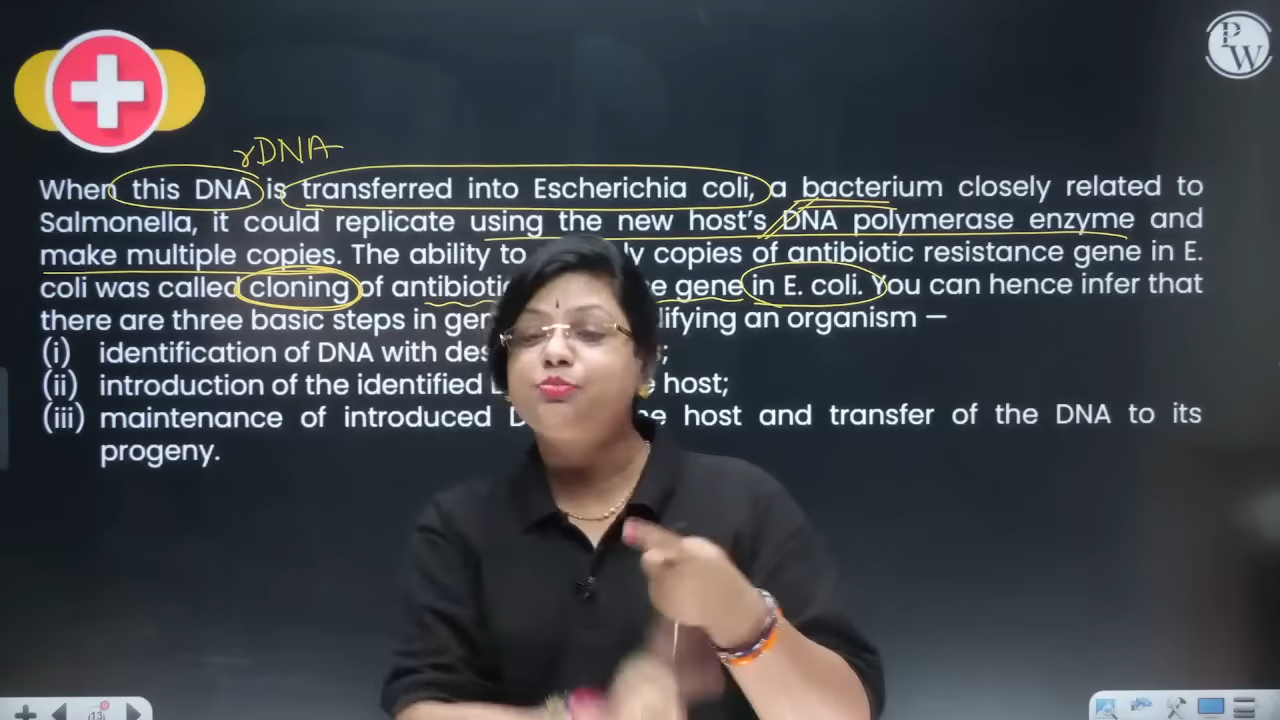 P
W
rDNA
When this DNA is transferred into Escherichia coli, a bacterium closely related to
Salmonella, it could replicate using the new host's DNA polymerase enzyme and
make multiple copies. The ability to copies of antibiotic resistance gene in E.
coli was called cloning of gene in E. coli. You can hence infer that
there are three basic steps in an organism —
(i) identification of DNA with
(ii) introduction of the identified host;
(iii) maintenance of introduced host and transfer of the DNA to its
progeny.
(13)